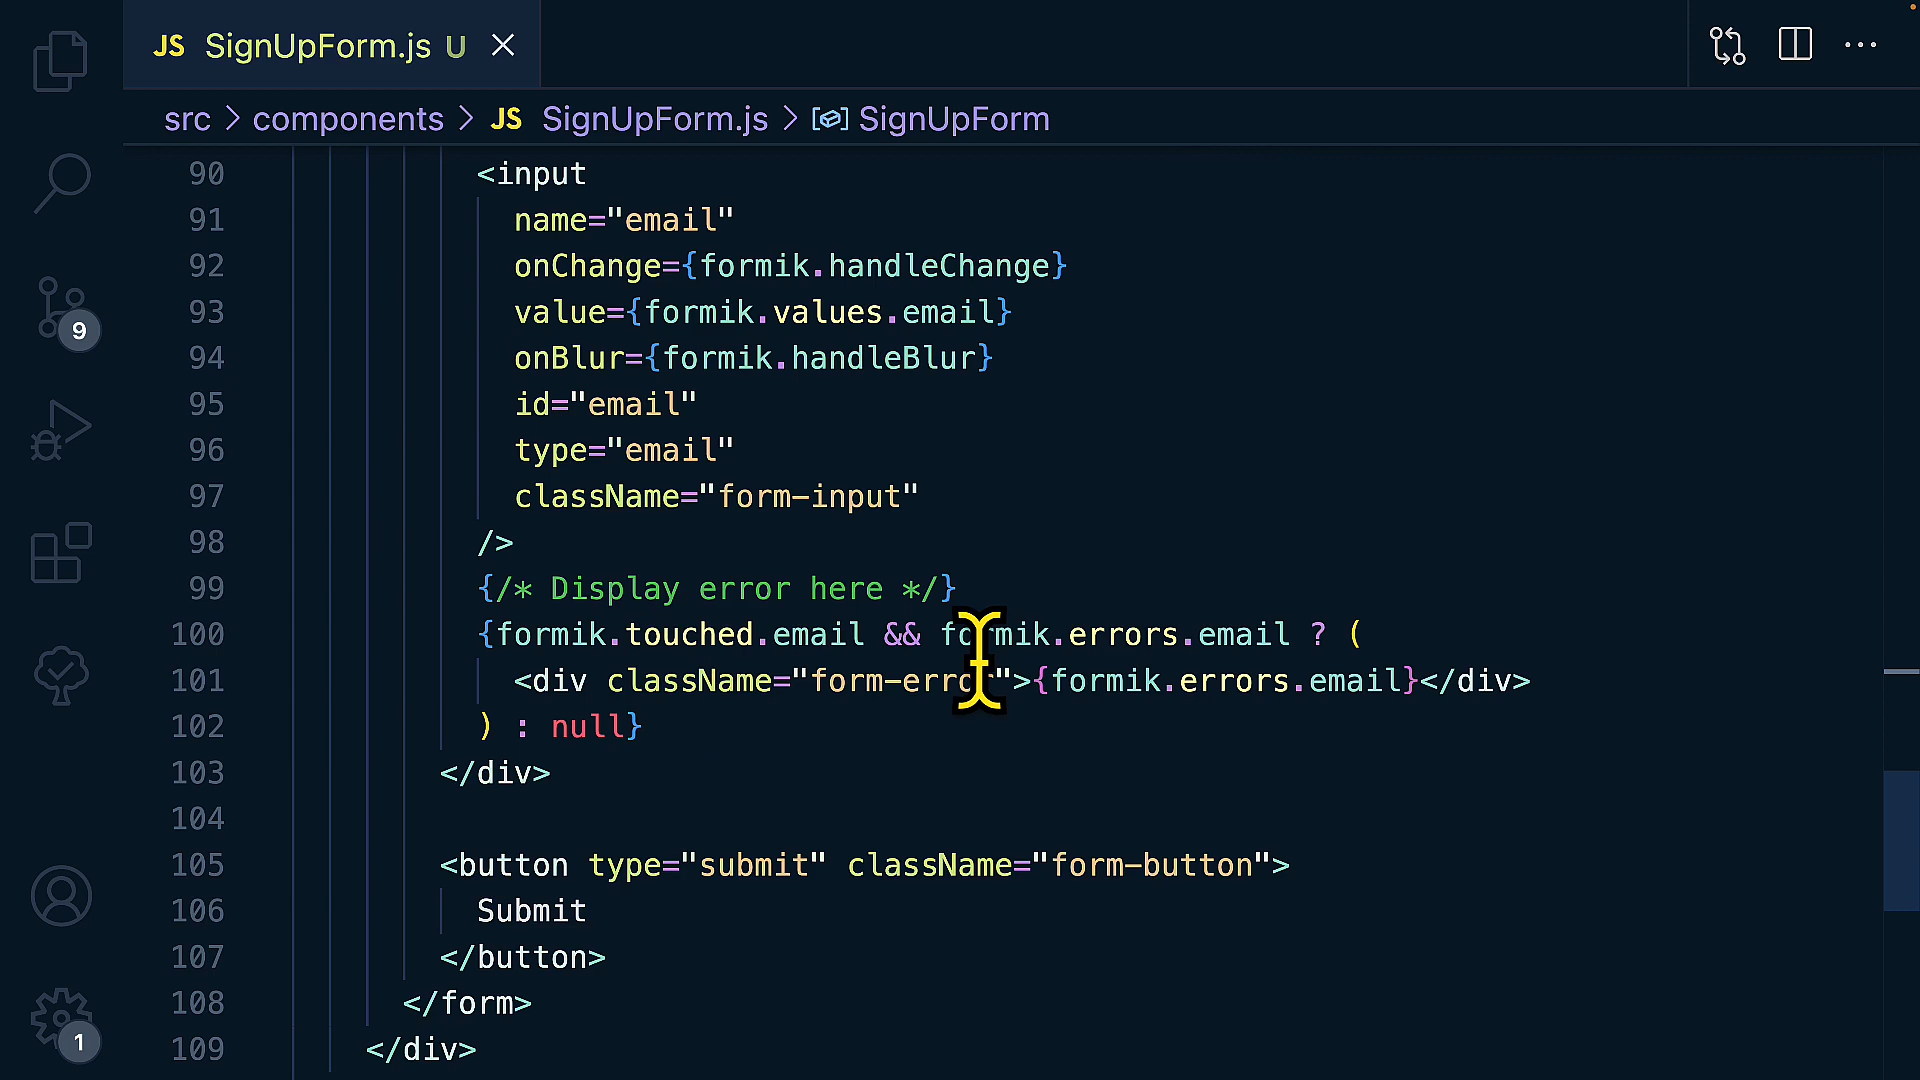 JS SignUpForm.js U
src > components > JS SignUpForm.js > SignUpForm
90 <input
91 name="email"
92 onChange={formik.handleChange}
93 value={formik.values.email}
94 onBlur={formik.handleBlur}
95 id="email"
96 type="email"
97 className="form-input"
98 />
99 {/* Display error here */}
100 {formik.touched.email && formik.errors.email ? (
101 <div className="form-error">{formik.errors.email}</div>
102 ) : null}
103 </div>
104
105 <button type="submit" className="form-button">
106 Submit
107 </button>
108 </form>
109 </div>
9
1